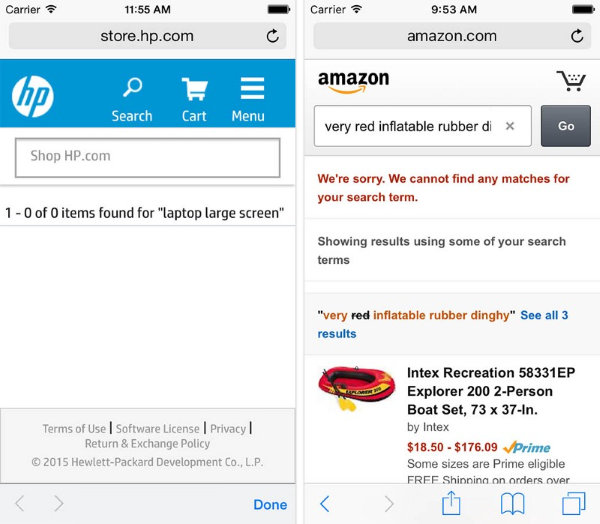 Carrier
11:55 AM
store.hp.com
hp
Search
Cart
Menu
Shop HP.com
1 - 0 of 0 items found for "laptop large screen"
Terms of Use | Software License | Privacy |
Return & Exchange Policy
© 2015 Hewlett-Packard Development Co., L.P.
Done
Carrier
9:53 AM
amazon.com
amazon
very red inflatable rubber di
Go
We're sorry. We cannot find any matches for
your search term.
Showing results using some of your search
terms
"very red inflatable rubber dinghy" See all 3
results
Intex Recreation 58331EP
Explorer 200 2-Person
Boat Set, 73 x 37-In.
by Intex
$18.50 - $176.09 Prime
Some sizes are Prime eligible
FREE Shipping on orders over